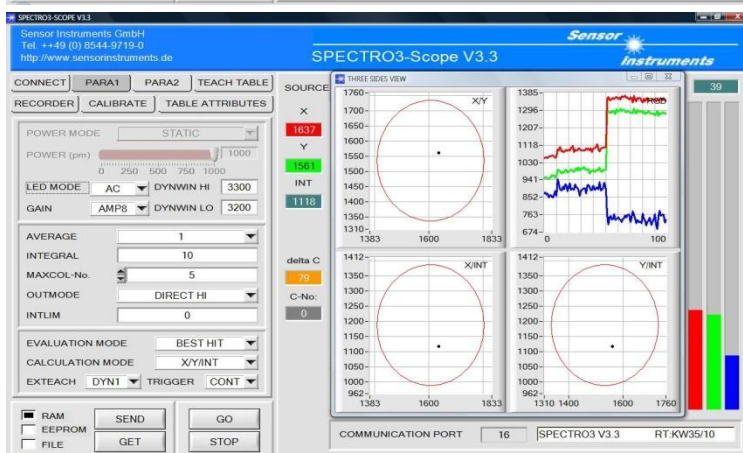 SPECTRO3-SCOPE V3.3
Sensor Instruments GmbH
Tel. ++49 (0) 8544-9719-0
http://www.sensorinstruments.de
SPECTRO3-Scope V3.3
Sensor
Instruments
CONNECT PARA1 PARA2 TEACH TABLE
RECORDER CALIBRATE TABLE ATTRIBUTES
POWER MODE STATIC
POWER (pm) 1000
0 250 500 750 1000
LED MODE AC DYNWIN HI 3300
GAIN AMP8 DYNWIN LO 3200
AVERAGE 1
INTEGRAL 10
MAXCOL-No. 5
OUTMODE DIRECT HI
INTLIM 0
EVALUATION MODE BEST HIT
CALCULATION MODE X/Y/INT
EXTEACH DYN1 TRIGGER CONT
RAM
EEPROM
FILE
SEND GO
GET STOP
SOURCE
X
1637
Y
1561
INT
1118
delta C
79
C-No:
0
THREE SIDES VIEW
X/Y
1760
1700
1650
1600
1550
1500
1450
1400
1350
1310
1383 1600 1833
RGB
1385
1296
1207
1118
1030
941
852
763
674
0 100
X/INT
1412
1350
1300
1250
1200
1150
1100
1050
1000
962
1383 1600 1833
Y/INT
1412
1350
1300
1250
1200
1150
1100
1050
1000
962
1310 1400 1600 1760
39
COMMUNICATION PORT 16 SPECTRO3 V3.3 RT:KW35/10